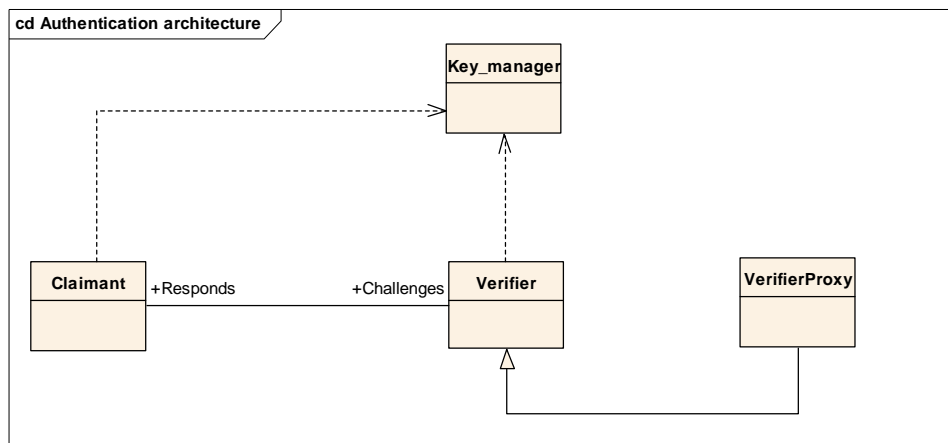 cd Authentication architecture
Key_manager
Claimant
+Responds
+Challenges
Verifier
VerifierProxy